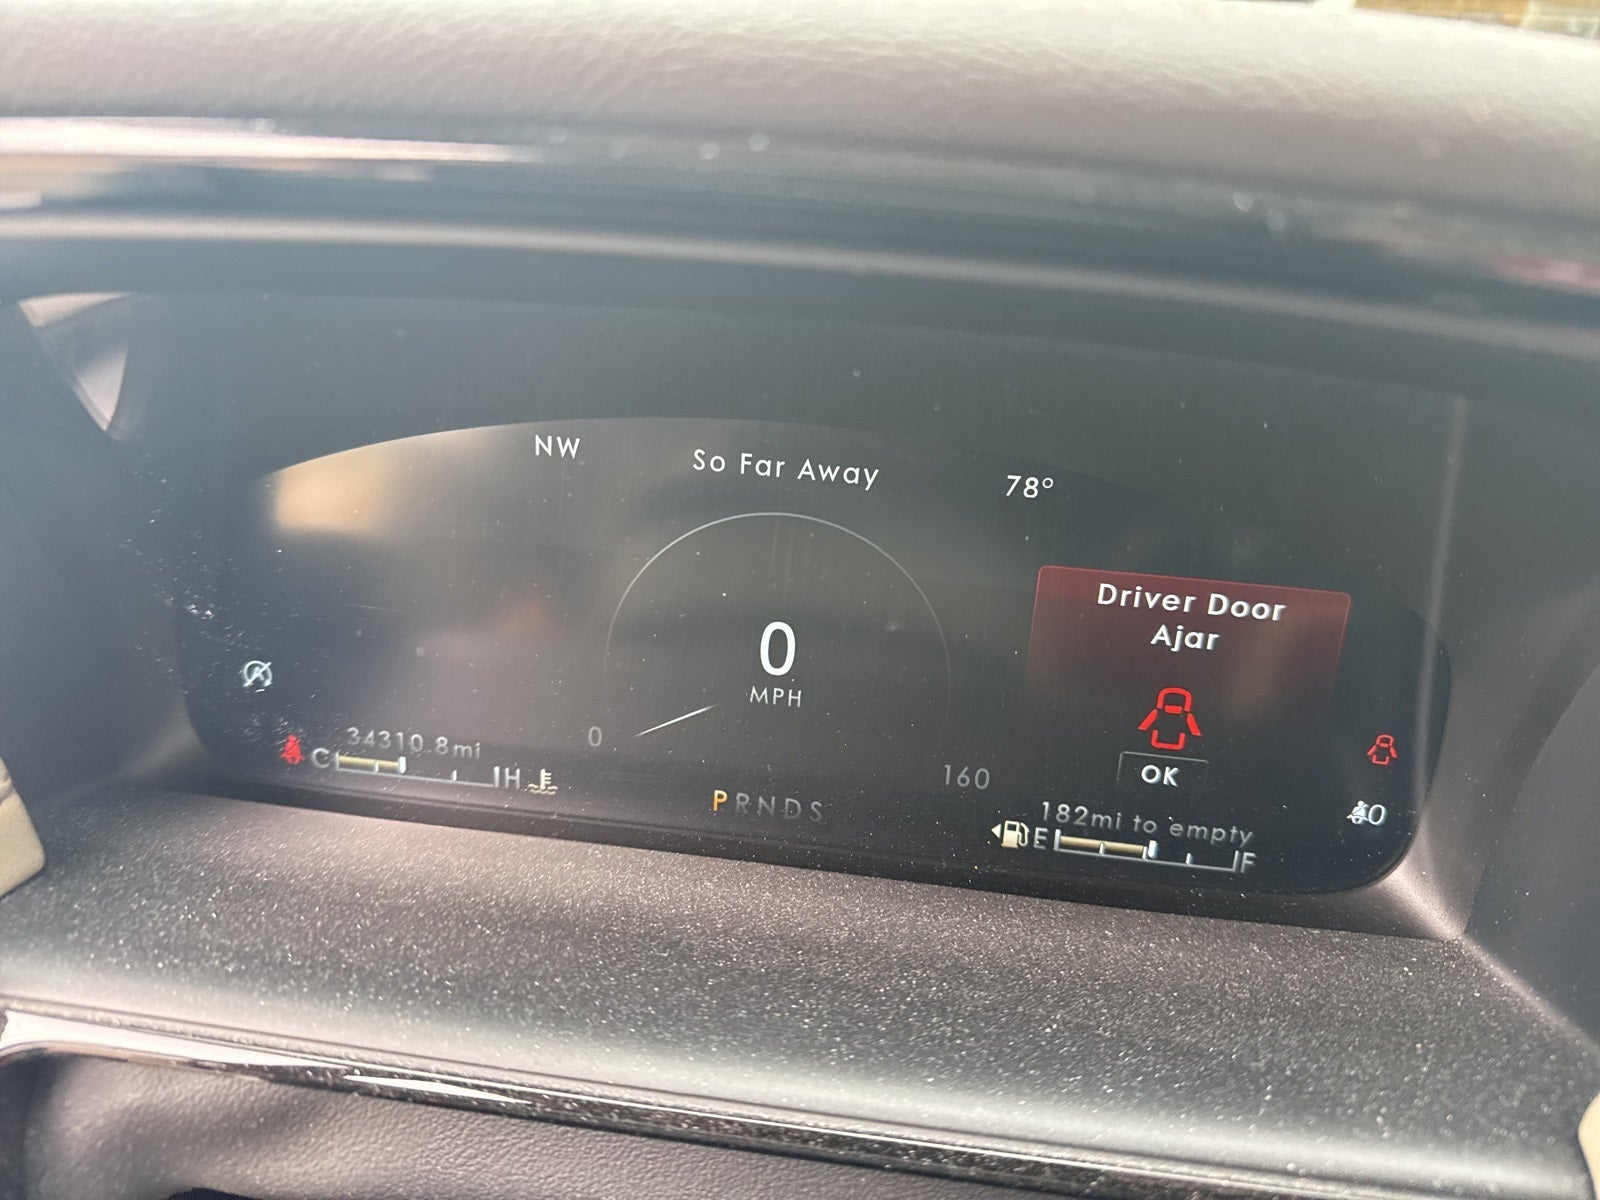 NW
So Far Away
78°
Driver Door
Ajar
OK
0
MPH
0
160
34310.8mi
C
H
PRNDS
182mi to empty
E
F
0